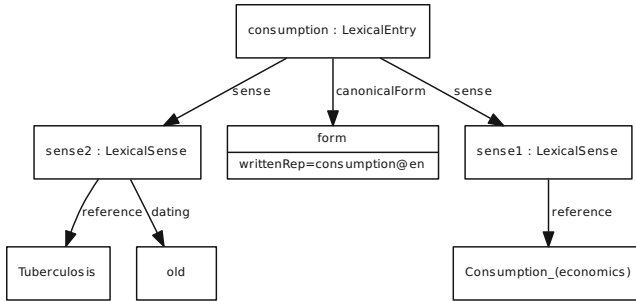 consumption : LexicalEntry
sense
canonicalForm
sense
sense2 : LexicalSense
form
writtenRep=consumption@en
sense1 : LexicalSense
reference
dating
reference
Tuberculosis
old
Consumption_(economics)